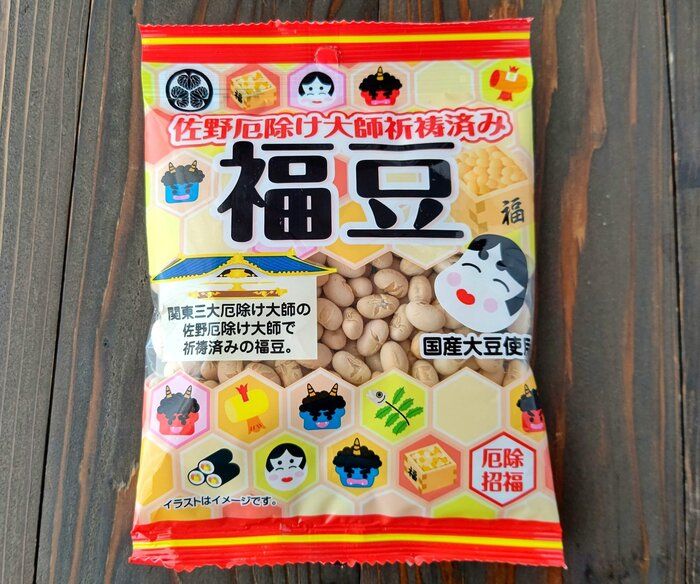 佐野厄除け大師祈祷済み
福豆
福
関東三大厄除け大師の
佐野厄除け大師で
祈祷済みの福豆。
国産大豆使用
福
厄除
招福
イラストはイメージです。